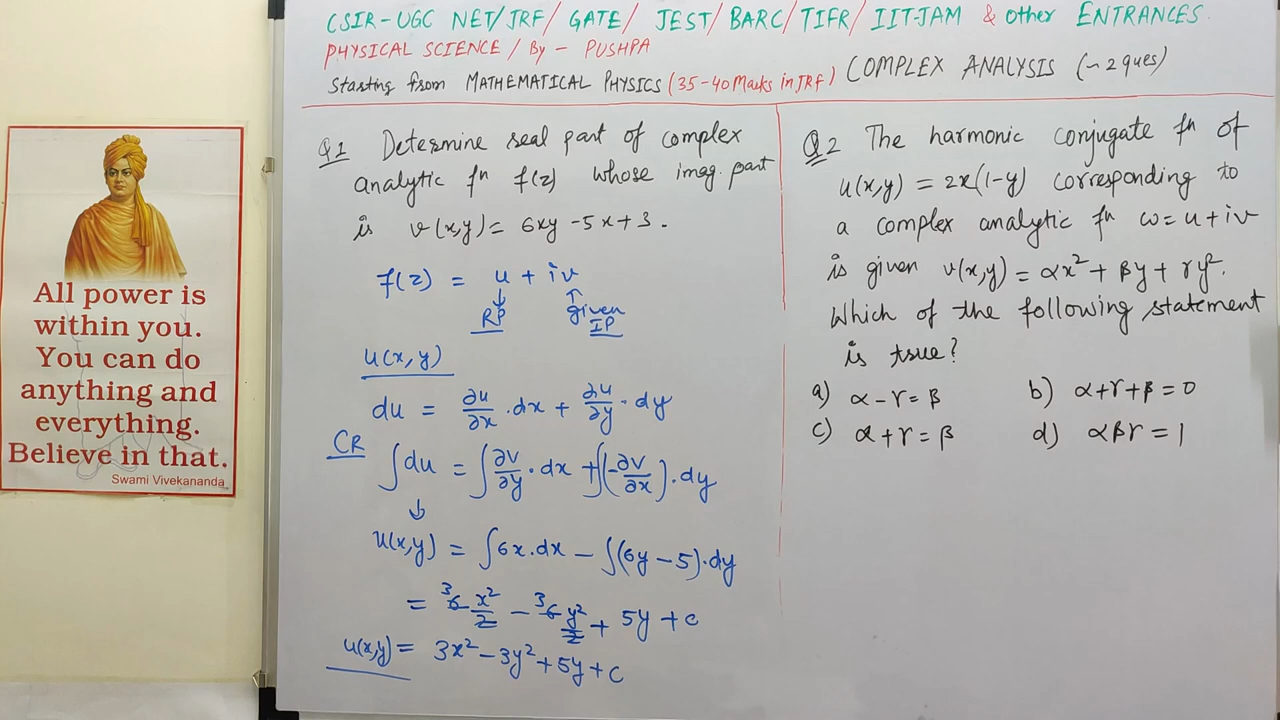 CSIR-UGC NET/JRF/ GATE/ JEST/ BARC/ TIFR/ IIT-JAM & Other ENTRANCES.
PHYSICAL SCIENCE / By - PUSHPA
Starting from MATHEMATICAL PHYSICS (35-40 Marks in JRF) COMPLEX ANALYSIS (~2 ques)
All power is
within you.
You can do
anything and
everything.
Believe in that.
Swami Vivekananda
Q1 Determine real part of complex
analytic fn f(z) whose imag. part
is v(x,y) = 6xy - 5x + 3.
f(z) = u + iv
↓ ↑
RP given
IP
u(x,y)
du = ∂u/∂x . dx + ∂u/∂y . dy
CR
∫du = ∫∂v/∂y . dx + ∫(-∂v/∂x) . dy
↓
u(x,y) = ∫6x.dx - ∫(6y-5).dy
= 3 6 x²/2 - 3 6 y²/2 + 5y + c
u(x,y) = 3x² - 3y² + 5y + c
Q2 The harmonic conjugate fn of
u(x,y) = 2x(1-y) corresponding to
a complex analytic fn ω = u + iv
is given v(x,y) = αx² + βy + γy².
Which of the following statement
is true?
a) α - γ = β b) α + γ + β = 0
c) α + γ = β d) αβγ = 1